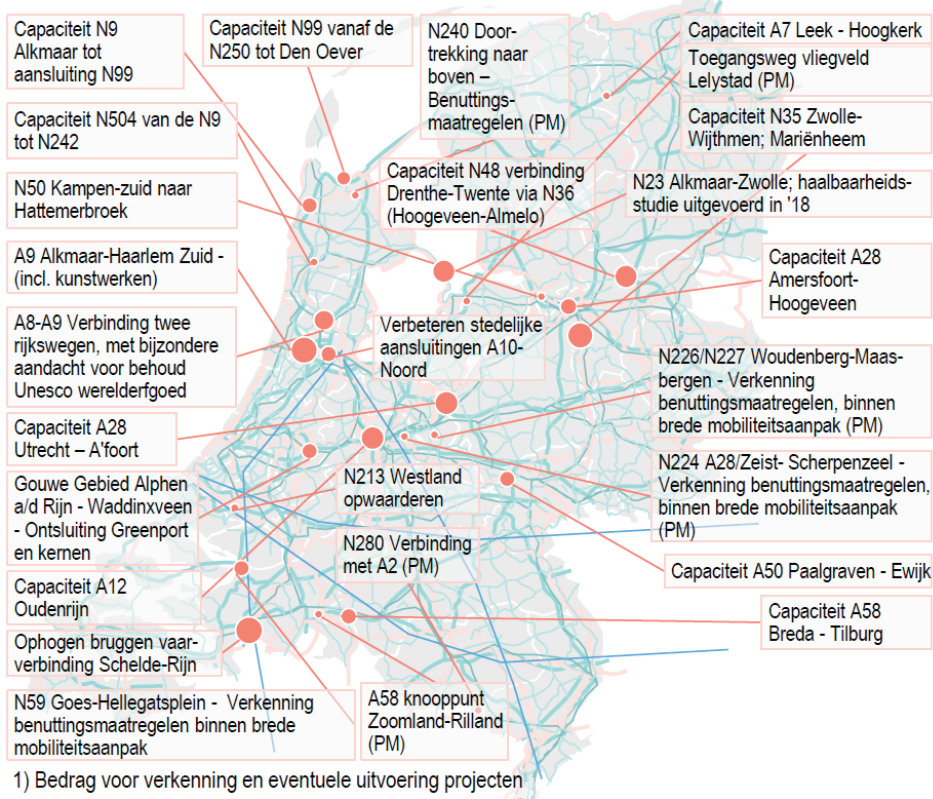 Capaciteit N9
Alkmaar tot
aansluiting N99
Capaciteit N99 vanaf de
N250 tot Den Oever
N240 Door-
trekking naar
boven –
Benuttings-
maatregelen (PM)
Capaciteit A7 Leek - Hoogkerk
Toegangsweg vliegveld
Lelystad (PM)
Capaciteit N35 Zwolle-
Wijthmen; Mariënheem
Capaciteit N504 van de N9
tot N242
Capaciteit N48 verbinding
Drenthe-Twente via N36
(Hoogeveen-Almelo)
N23 Alkmaar-Zwolle; haalbaarheids-
studie uitgevoerd in '18
N50 Kampen-zuid naar
Hattemerbroek
A9 Alkmaar-Haarlem Zuid -
(incl. kunstwerken)
Capaciteit A28
Amersfoort-
Hoogeveen
A8-A9 Verbinding twee
rijkswegen, met bijzondere
aandacht voor behoud
Unesco werelderfgoed
Verbeteren stedelijke
aansluitingen A10-
Noord
N226/N227 Woudenberg-Maas-
bergen - Verkenning
benuttingsmaatregelen, binnen
brede mobiliteitsaanpak (PM)
Capaciteit A28
Utrecht – A'foort
N224 A28/Zeist- Scherpenzeel -
Verkenning benuttingsmaatregelen,
binnen brede mobiliteitsaanpak
(PM)
Gouwe Gebied Alphen
a/d Rijn - Waddinxveen
- Ontsluiting Greenport
en kernen
N213 Westland
opwaarderen
N280 Verbinding
met A2 (PM)
Capaciteit A50 Paalgraven - Ewijk
Capaciteit A12
Oudenrijn
Capaciteit A58
Breda - Tilburg
Ophogen bruggen vaar-
verbinding Schelde-Rijn
N59 Goes-Hellegatsplein - Verkenning
benuttingsmaatregelen binnen brede
mobiliteitsaanpak
A58 knooppunt
Zoomland-Rilland
(PM)
1) Bedrag voor verkenning en eventuele uitvoering projecten